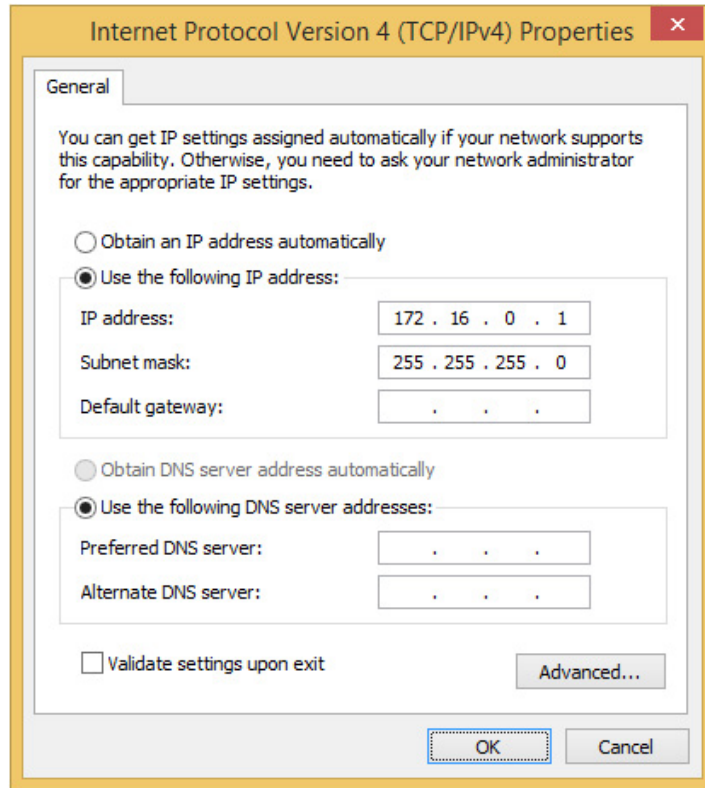 Internet Protocol Version 4 (TCP/IPv4) Properties
General
You can get IP settings assigned automatically if your network supports
this capability. Otherwise, you need to ask your network administrator
for the appropriate IP settings.
Obtain an IP address automatically
Use the following IP address:
IP address: 172 . 16 . 0 . 1
Subnet mask: 255 . 255 . 255 . 0
Default gateway: . . .
Obtain DNS server address automatically
Use the following DNS server addresses:
Preferred DNS server: . . .
Alternate DNS server: . . .
Validate settings upon exit
Advanced...
OK Cancel